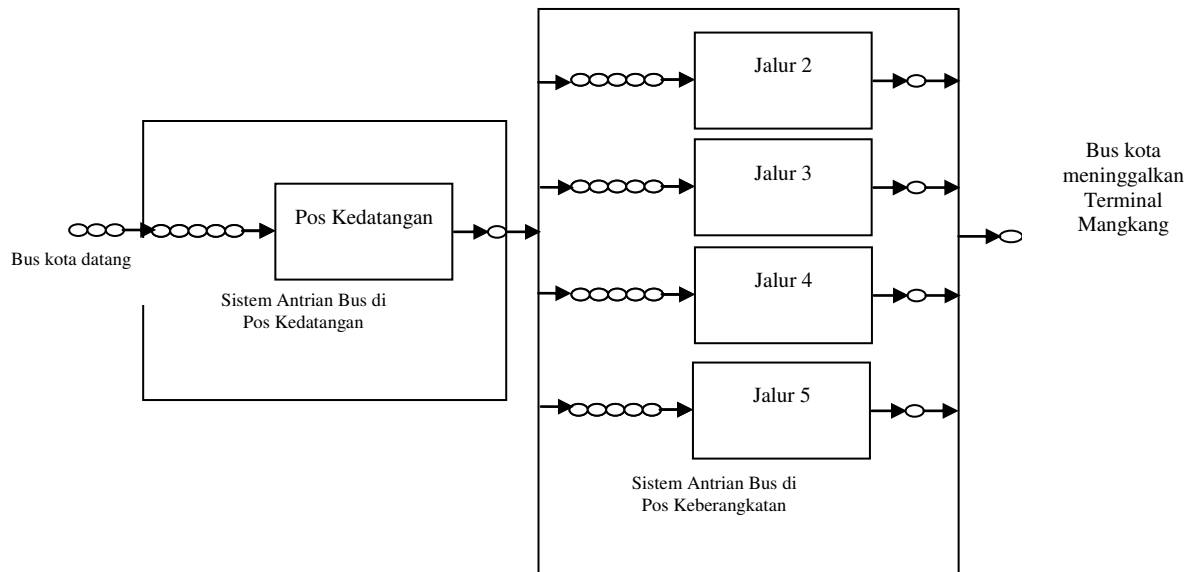 Bus kota datang
Pos Kedatangan
Sistem Antrian Bus di
Pos Kedatangan
Jalur 2
Jalur 3
Jalur 4
Jalur 5
Sistem Antrian Bus di
Pos Keberangkatan
Bus kota
meninggalkan
Terminal
Mangkang